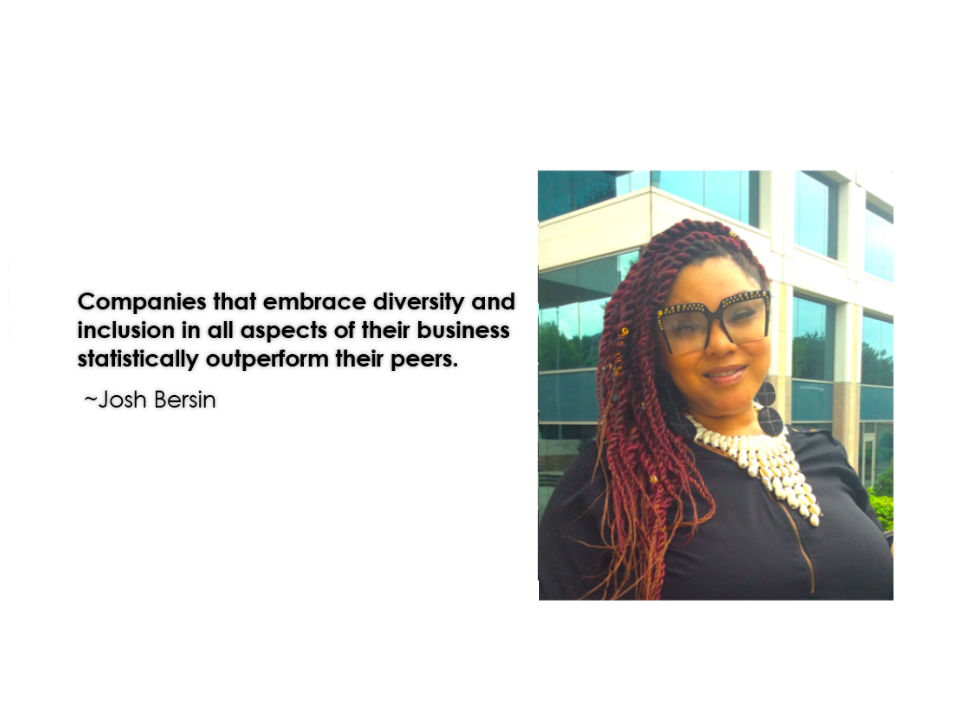 Companies that embrace diversity and
inclusion in all aspects of their business
statistically outperform their peers.
~Josh Bersin